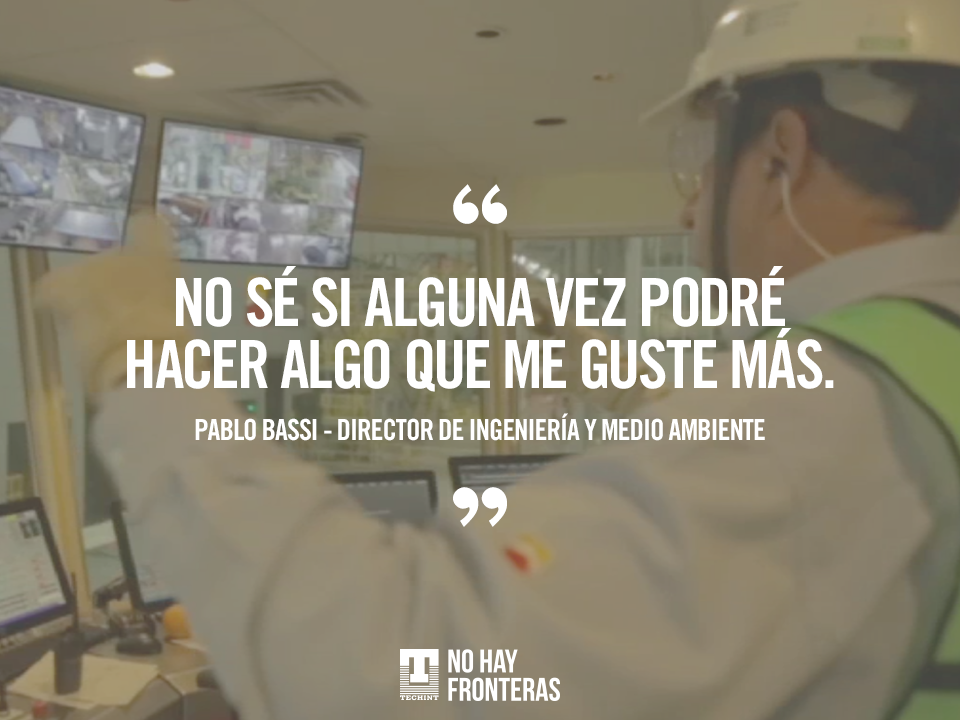 “
NO SÉ SI ALGUNA VEZ PODRÉ
HACER ALGO QUE ME GUSTE MÁS.
PABLO BASSI - DIRECTOR DE INGENIERÍA Y MEDIO AMBIENTE
”
T NO HAY
TECHINT FRONTERAS